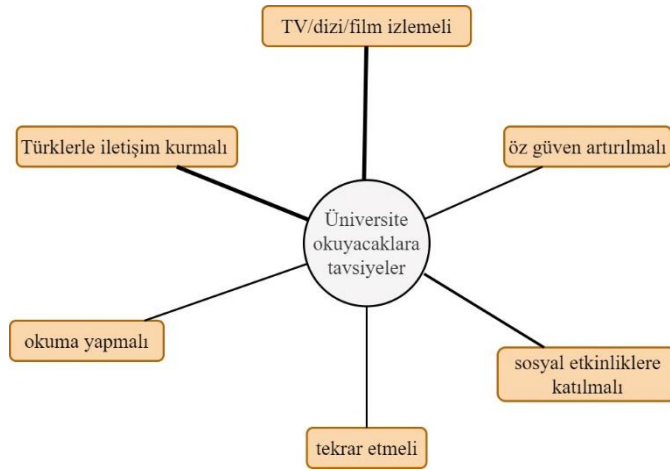 TV/dizi/film izlemeli
Türklerle iletişim kurmalı
öz güven artırılmalı
Üniversite
okuyacaklara
tavsiyeler
okuma yapmalı
sosyal etkinliklere
katılmalı
tekrar etmeli